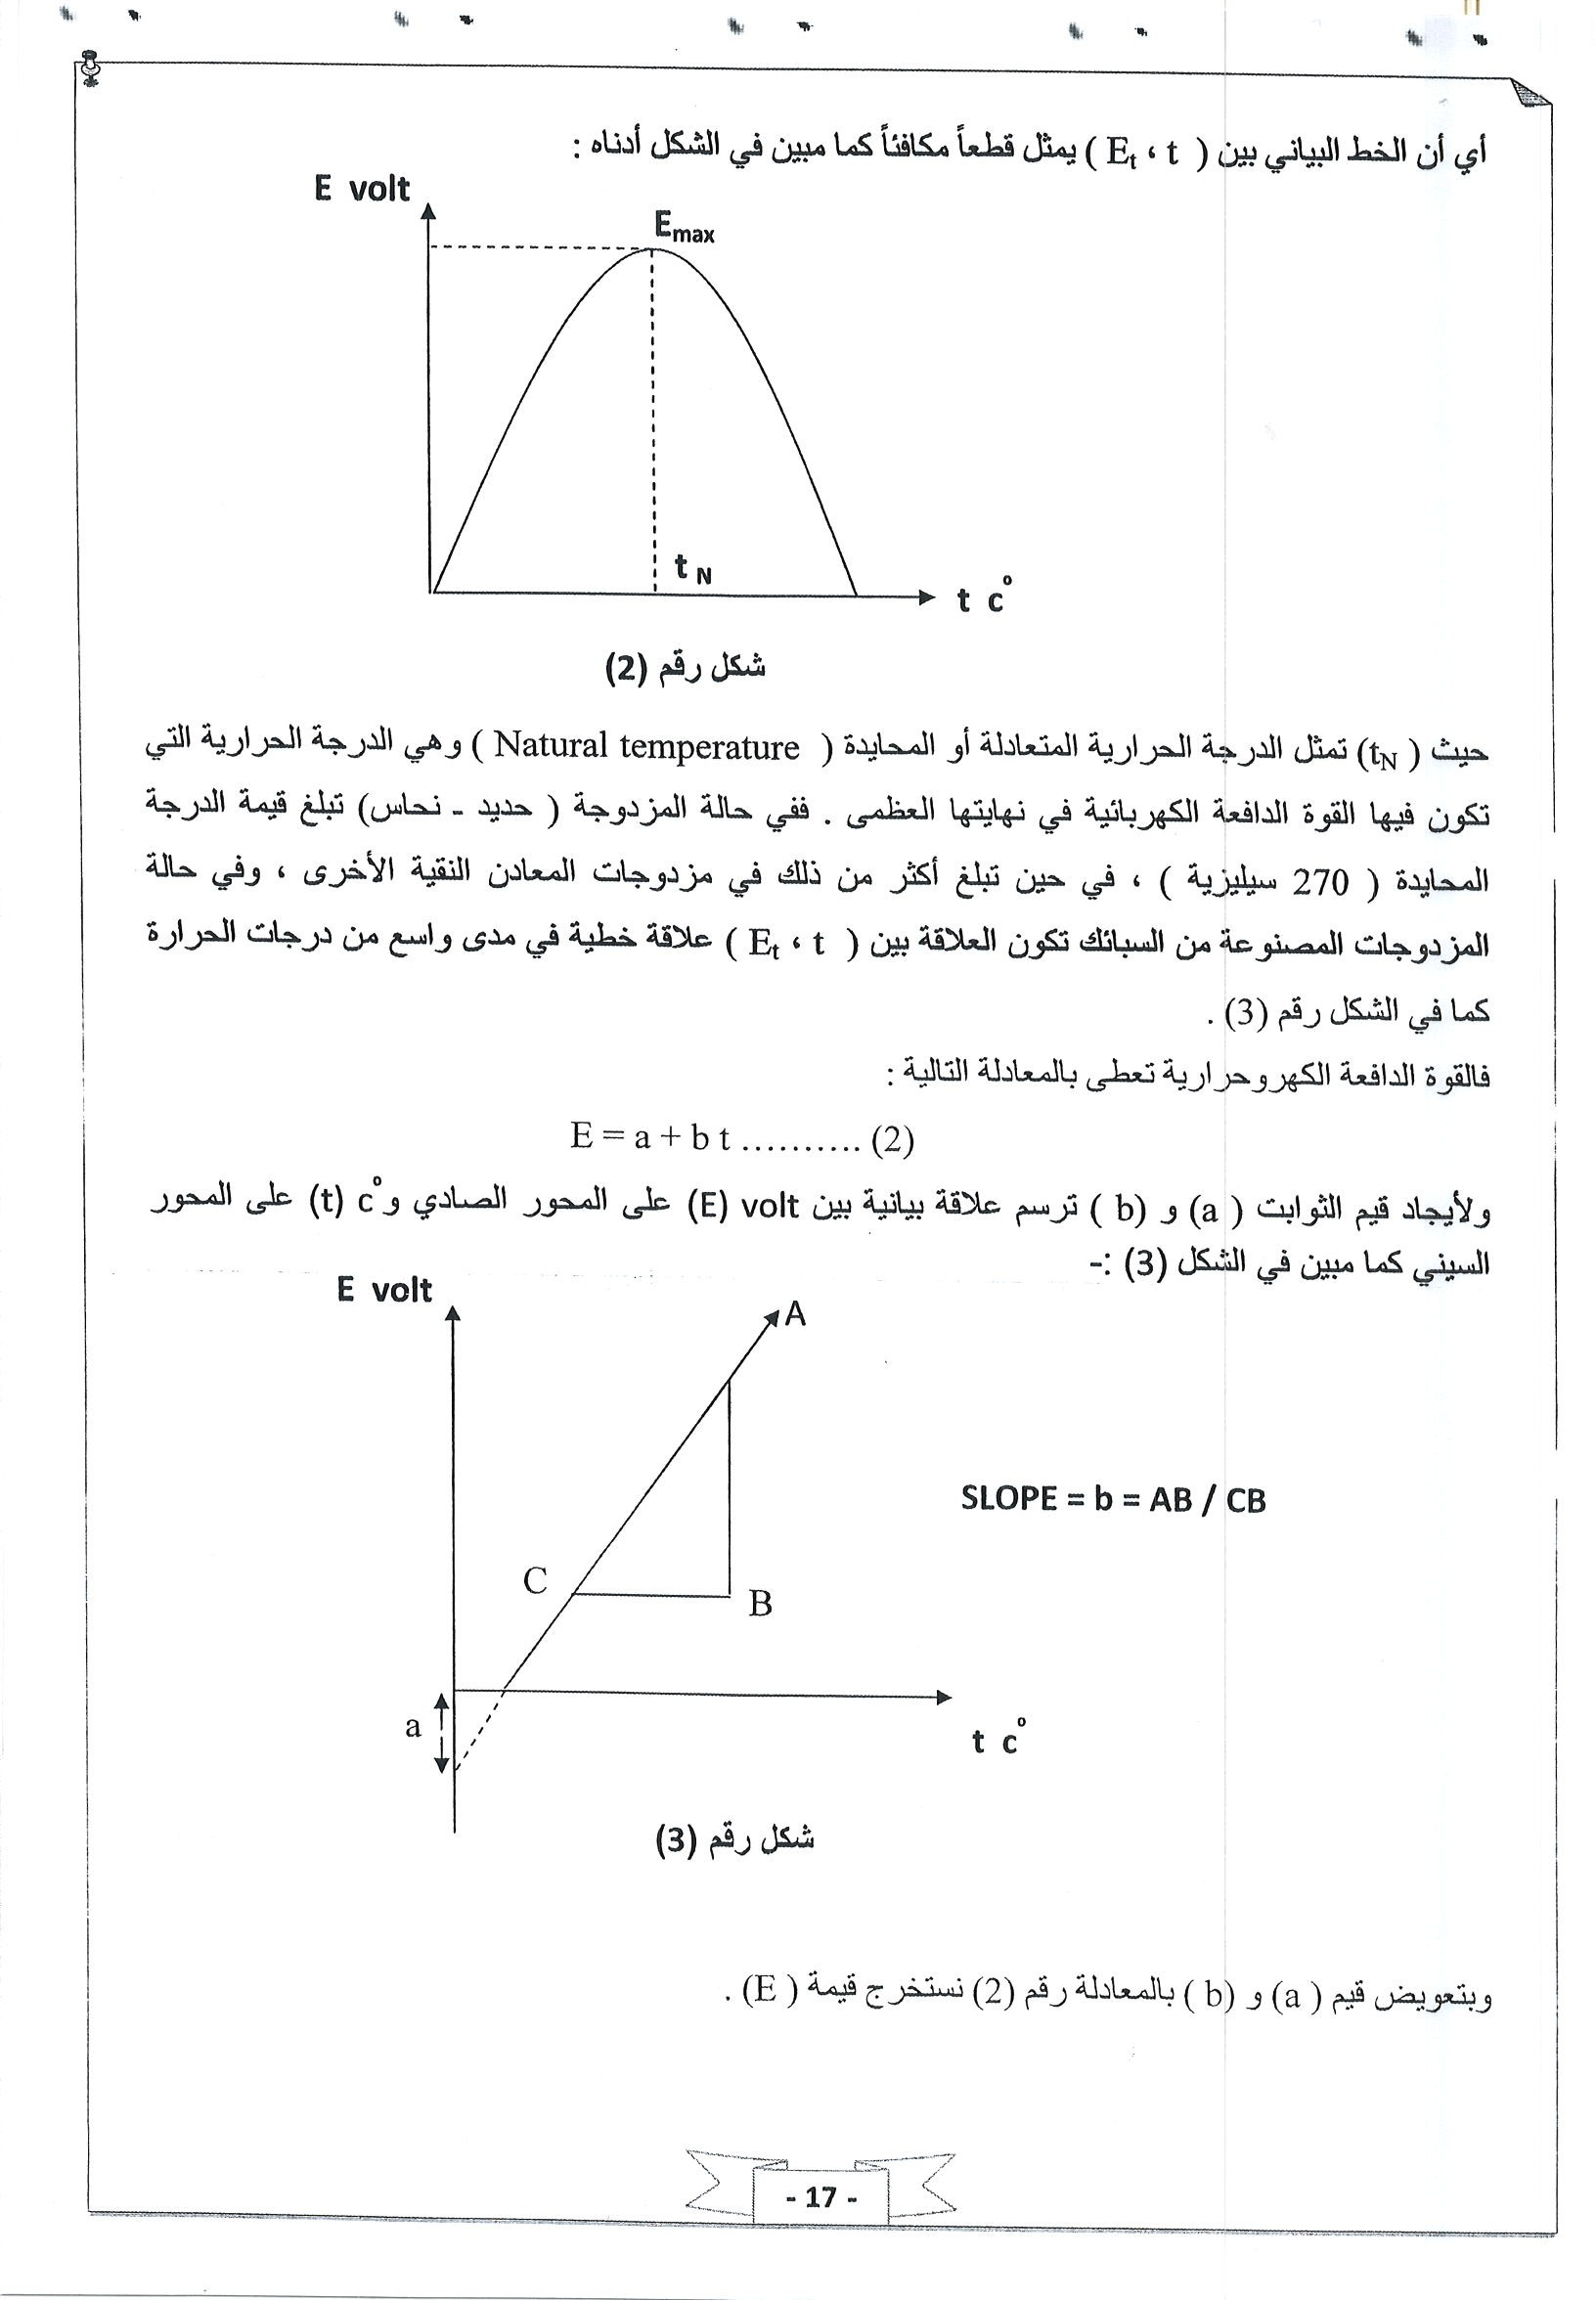 أي أن الخط البياني بين ( Et ، t ) يمثل قطعاً مكافئاً كما مبين في الشكل أدناه :
E volt
Emax
t N
t c°
شكل رقم (2)
حيث ( tN) تمثل الدرجة الحرارية المتعادلة أو المحايدة ( Natural temperature ) وهي الدرجة الحرارية التي
تكون فيها القوة الدافعة الكهربائية في نهايتها العظمى . ففي حالة المزدوجة ( حديد - نحاس) تبلغ قيمة الدرجة
المحايدة ( 270 سيليزية ) ، في حين تبلغ أكثر من ذلك في مزدوجات المعادن النقية الأخرى ، وفي حالة
المزدوجات المصنوعة من السبائك تكون العلاقة بين ( Et ، t ) علاقة خطية في مدى واسع من درجات الحرارة
كما في الشكل رقم (3) .
فالقوة الدافعة الكهروحرارية تعطى بالمعادلة التالية :
E = a + b t .......... (2)
ولأيجاد قيم الثوابت ( a) و (b ) ترسم علاقة بيانية بين E) volt) على المحور الصادي و c° (t) على المحور
السيني كما مبين في الشكل (3) :-
E volt
A
SLOPE = b = AB / CB
C
B
a
t c°
شكل رقم (3)
وبتعويض قيم ( a) و (b ) بالمعادلة رقم (2) نستخرج قيمة ( E) .
- 17 -